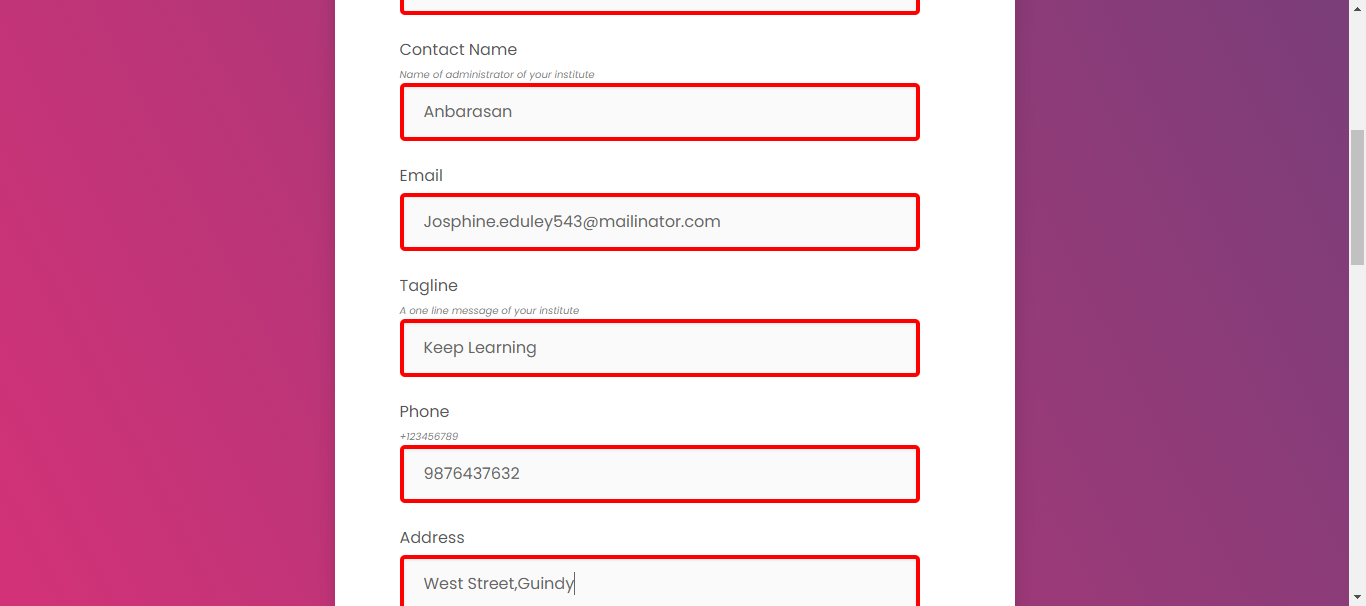 Contact Name
Name of administrator of your institute
Anbarasan
Email
Josphine.eduley543@mailinator.com
Tagline
A one line message of your institute
Keep Learning
Phone
+123456789
9876437632
Address
West Street,Guindy